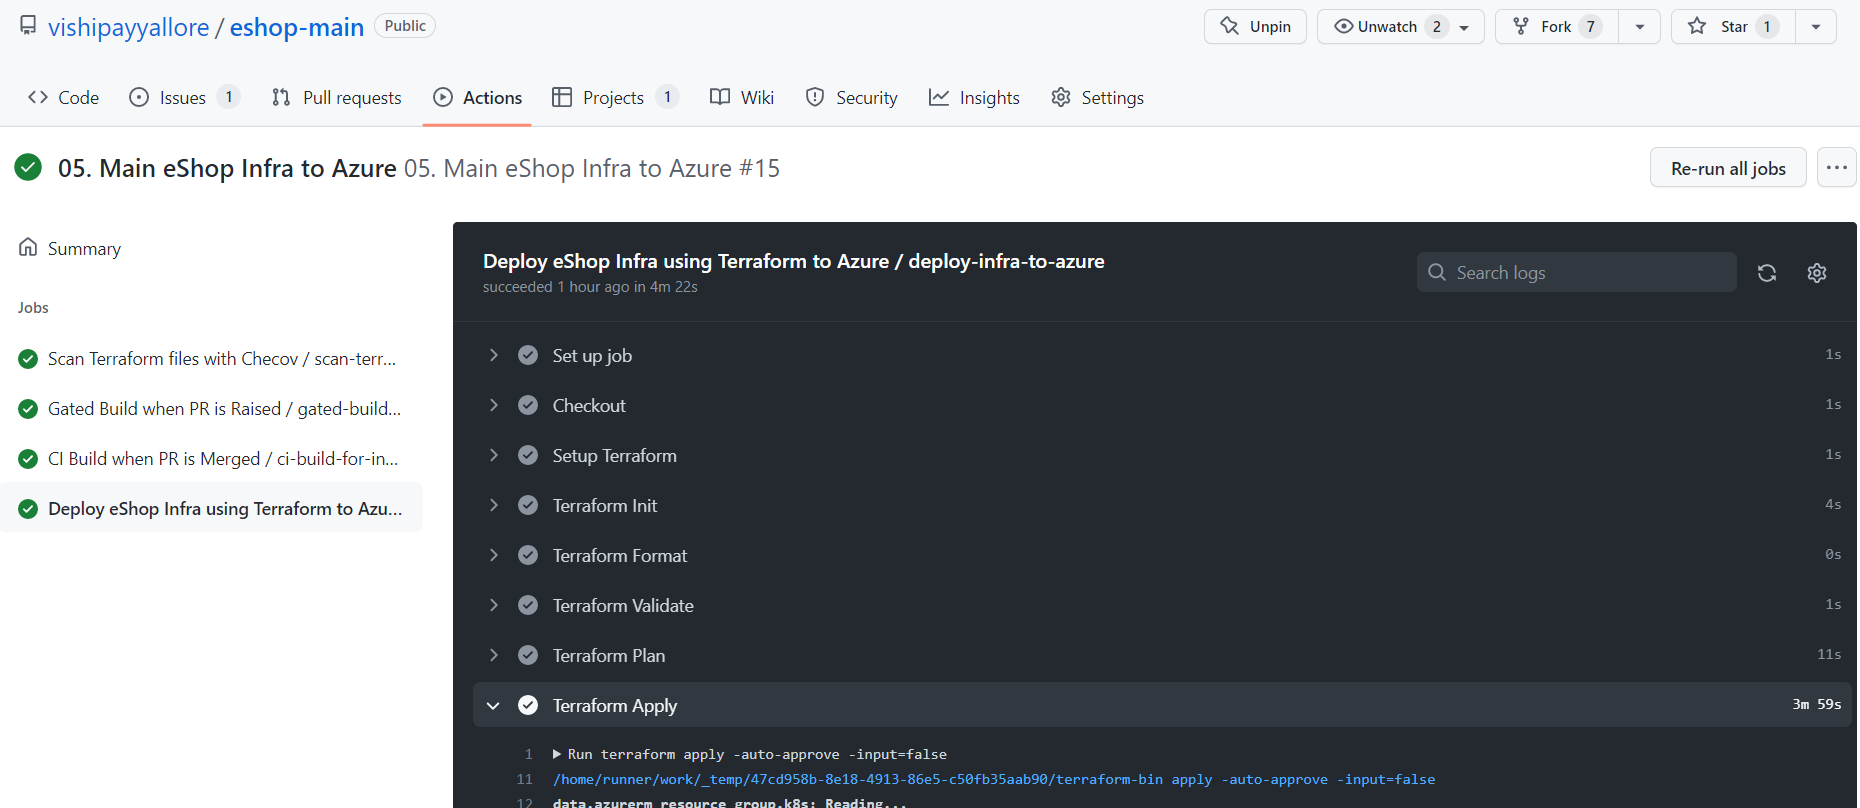 vishipayyallore / eshop-main Public
Unpin Unwatch 2 Fork 7 Star 1
Code Issues 1 Pull requests Actions Projects 1 Wiki Security Insights Settings
05. Main eShop Infra to Azure 05. Main eShop Infra to Azure #15
Re-run all jobs
Summary
Jobs
Scan Terraform files with Checov / scan-terr...
Gated Build when PR is Raised / gated-build...
CI Build when PR is Merged / ci-build-for-in...
Deploy eShop Infra using Terraform to Azu...
Deploy eShop Infra using Terraform to Azure / deploy-infra-to-azure
succeeded 1 hour ago in 4m 22s
Search logs
Set up job 1s
Checkout 1s
Setup Terraform 1s
Terraform Init 4s
Terraform Format 0s
Terraform Validate 1s
Terraform Plan 11s
Terraform Apply 3m 59s
1 Run terraform apply -auto-approve -input=false
11 /home/runner/work/_temp/47cd958b-8e18-4913-86e5-c50fb35aab90/terraform-bin apply -auto-approve -input=false
12 data.azurerm_resource_group.k8s: Reading...